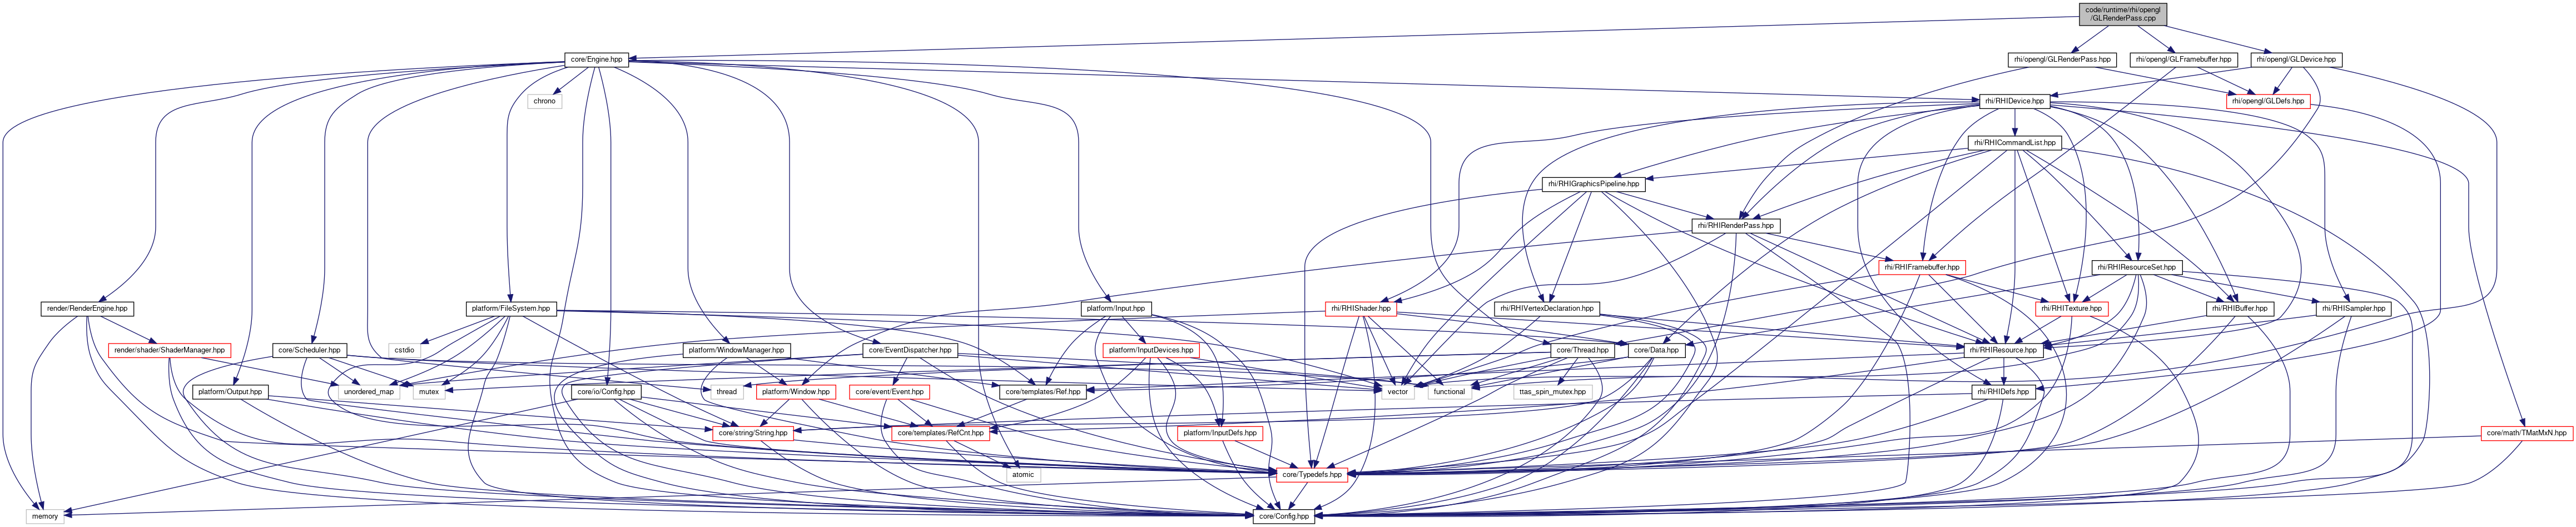 code/runtime/rhi/opengl
/GLRenderPass.cpp
core/Engine.hpp
rhi/opengl/GLRenderPass.hpp
rhi/opengl/GLFramebuffer.hpp
rhi/opengl/GLDevice.hpp
chrono
rhi/RHIDevice.hpp
rhi/opengl/GLDefs.hpp
rhi/RHICommandList.hpp
rhi/RHIGraphicsPipeline.hpp
rhi/RHIRenderPass.hpp
rhi/RHIFramebuffer.hpp
rhi/RHIResourceSet.hpp
render/RenderEngine.hpp
platform/FileSystem.hpp
platform/Input.hpp
rhi/RHIShader.hpp
rhi/RHIVertexDeclaration.hpp
rhi/RHITexture.hpp
rhi/RHIBuffer.hpp
rhi/RHISampler.hpp
render/shader/ShaderManager.hpp
core/Scheduler.hpp
cstdio
platform/WindowManager.hpp
core/EventDispatcher.hpp
platform/InputDevices.hpp
core/Thread.hpp
core/Data.hpp
rhi/RHIResource.hpp
platform/Output.hpp
unordered_map
mutex
core/io/Config.hpp
thread
platform/Window.hpp
core/event/Event.hpp
core/templates/Ref.hpp
vector
functional
ttas_spin_mutex.hpp
rhi/RHIDefs.hpp
core/string/String.hpp
core/templates/RefCnt.hpp
platform/InputDefs.hpp
core/math/TMatMxN.hpp
atomic
core/Typedefs.hpp
memory
core/Config.hpp